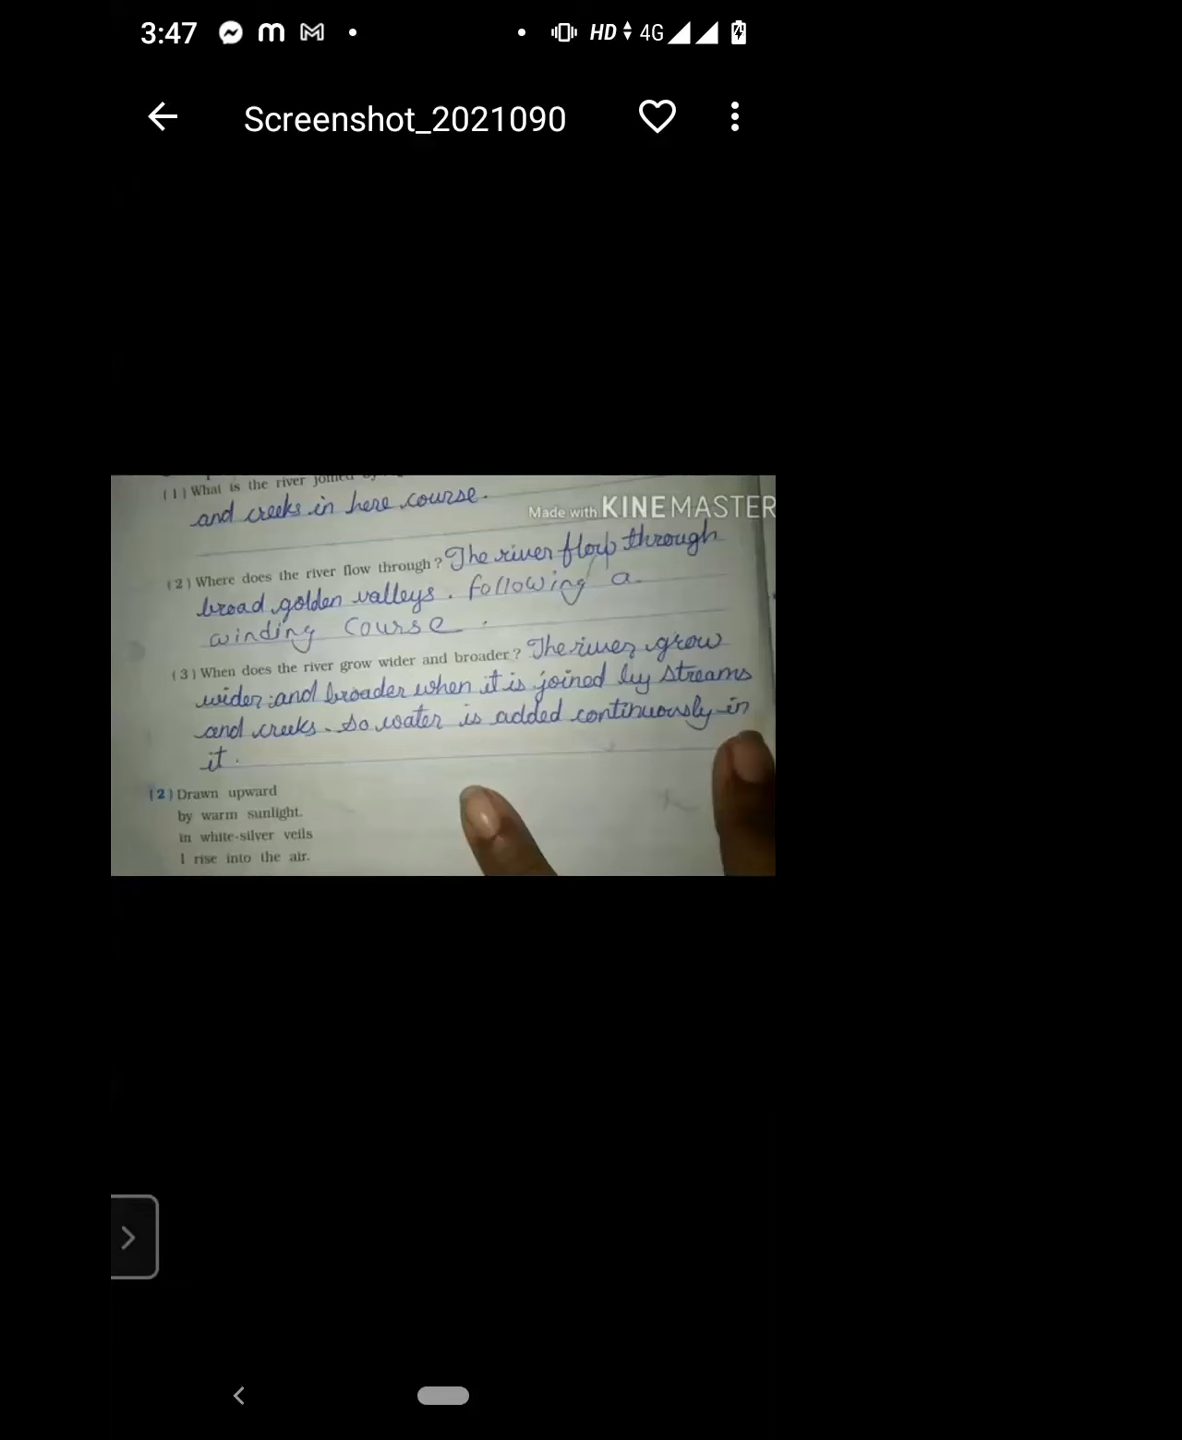 3:47 m HD 4G
Screenshot_2021090
(1) What is the river joined
and creeks in here course.
Made with KINEMASTER
(2) Where does the river flow through? The river flow through
broad golden valleys. following a
winding course.
(3) When does the river grow wider and broader? The river grow
wider and broader when it is joined by streams
and creeks. So water is added continuously in
it.
(2) Drawn upward
by warm sunlight.
in white-silver veils
I rise into the air.